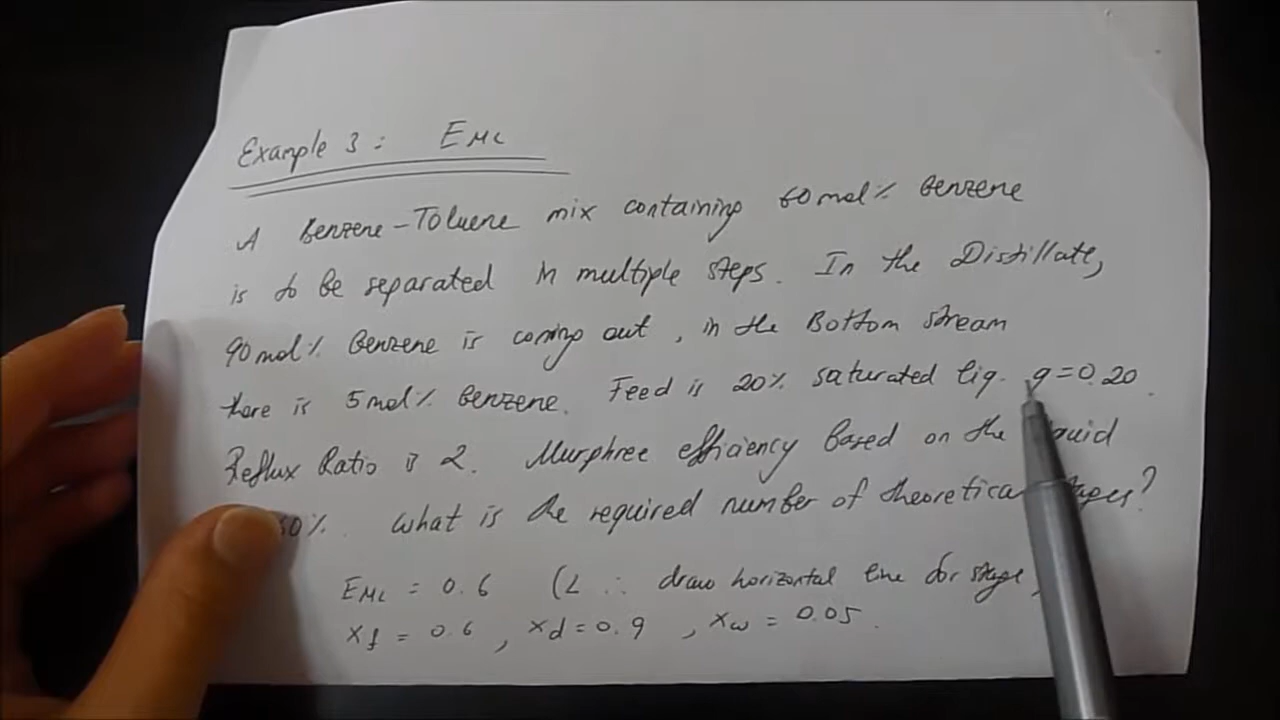 Example 3 : EML
A Benzene-Toluene mix containing 60 mol% Benzene
is to be separated in multiple steps. In the Distillate,
90 mol% Benzene is coming out, in the Bottom stream
there is 5 mol% Benzene. Feed is 20% saturated liq. q=0.20.
Reflux Ratio is 2. Murphree efficiency Based on the
60%. What is the required number of theoretical
EML = 0.6 (L ∴ draw horizontal line for stage
xf = 0.6, xd = 0.9, xw = 0.05.